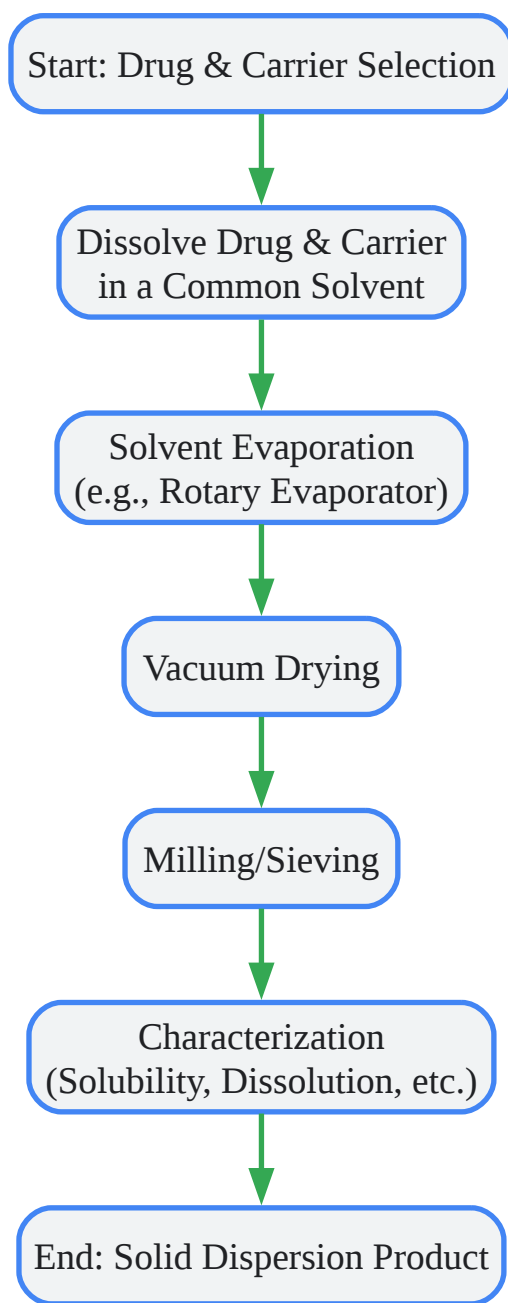 Start: Drug & Carrier Selection
Dissolve Drug & Carrier
in a Common Solvent
Solvent Evaporation
(e.g., Rotary Evaporator)
Vacuum Drying
Milling/Sieving
Characterization
(Solubility, Dissolution, etc.)
End: Solid Dispersion Product